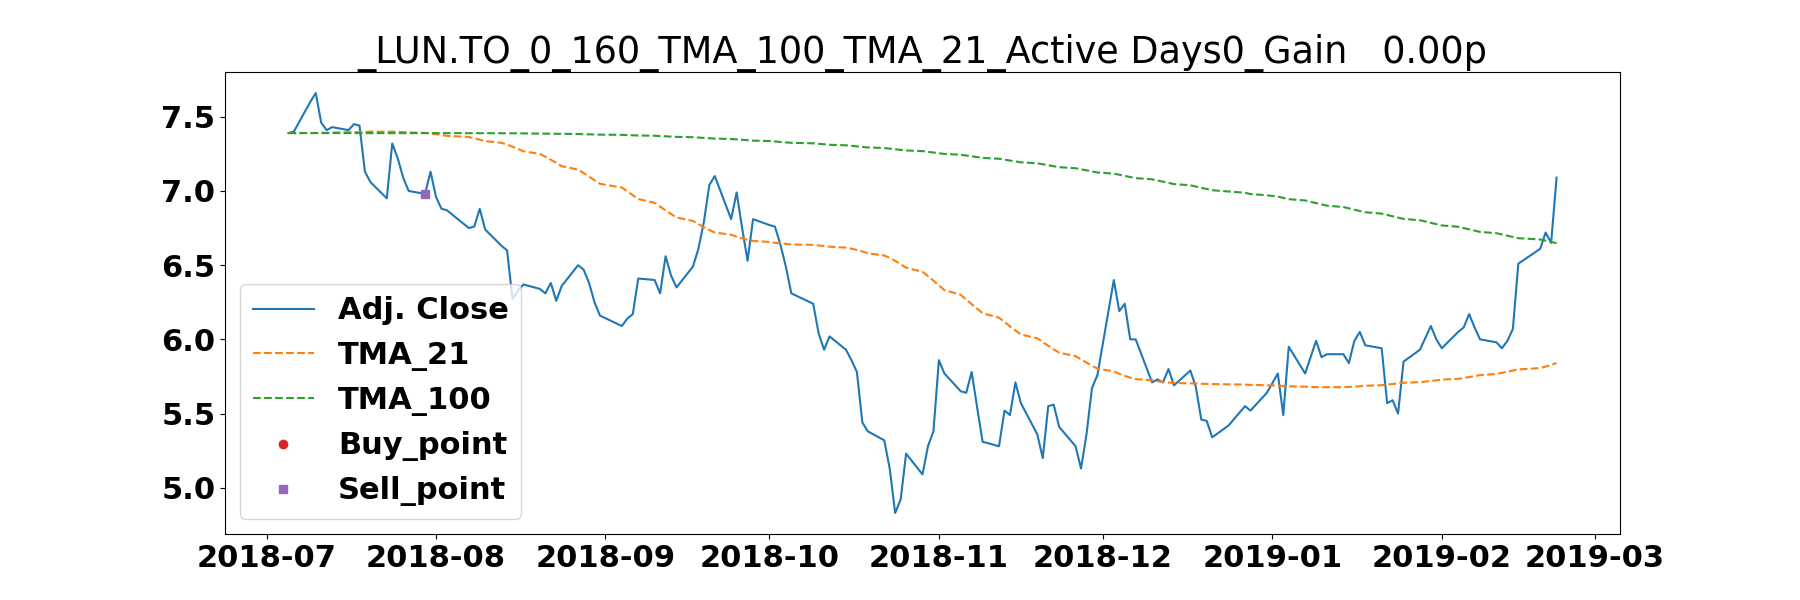 _LUN.TO_0_160_TMA_100_TMA_21_Active Days0_Gain   0.00p
7.5
7.0
6.5
6.0
5.5
5.0
Adj. Close
TMA_21
TMA_100
Buy_point
Sell_point
2018-07 2018-08 2018-09 2018-10 2018-11 2018-12 2019-01 2019-02 2019-03